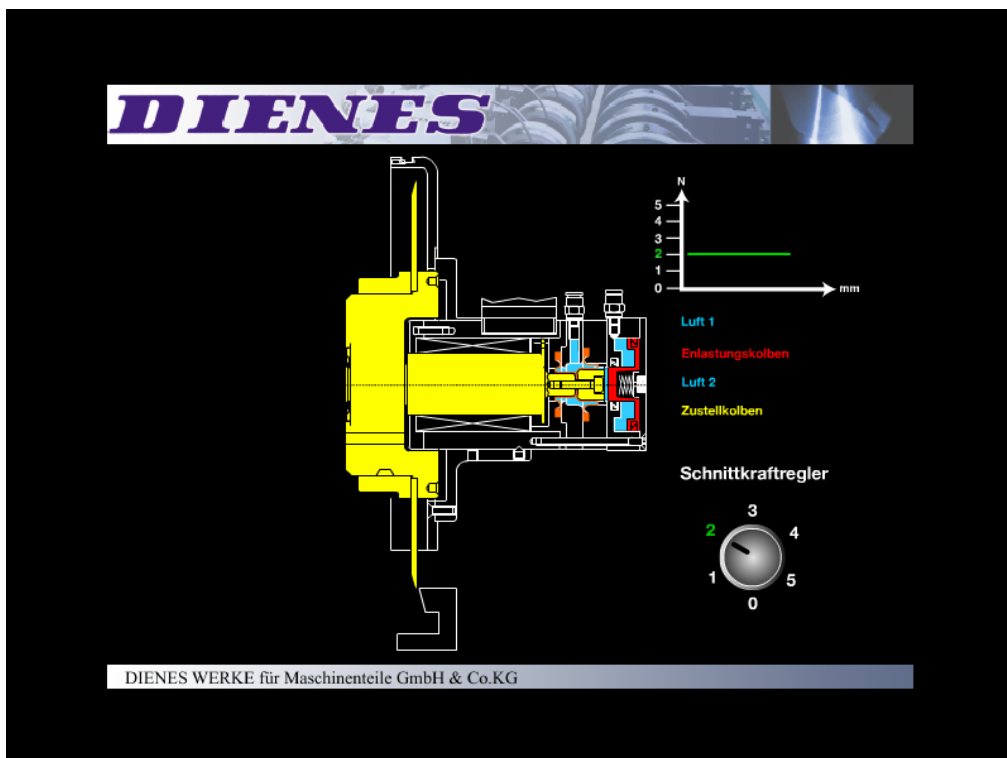 DIENES
N
5
4
3
2
1
0
mm
Luft 1
Enlastungskolben
Luft 2
Zustellkolben
Schnittkraftregler
3
2
4
1
5
0
DIENES WERKE für Maschinenteile GmbH & Co.KG